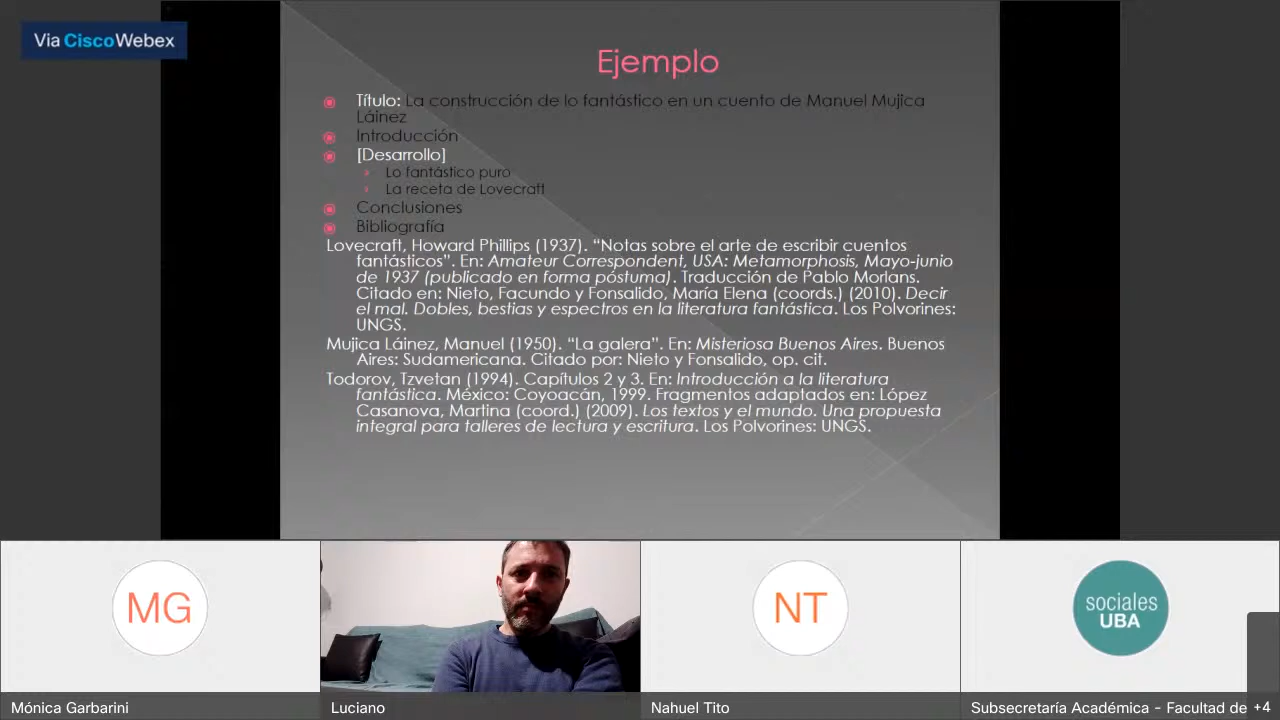 Via Cisco Webex
Ejemplo
Título: La construcción de lo fantástico en un cuento de Manuel Mujica
Láinez
Introducción
[Desarrollo]
Lo fantástico puro
La receta de Lovecraft
Conclusiones
Bibliografía
Lovecraft, Howard Phillips (1937). “Notas sobre el arte de escribir cuentos
fantásticos”. En: Amateur Correspondent, USA: Metamorphosis, Mayo-junio
de 1937 (publicado en forma póstuma). Traducción de Pablo Morlans.
Citado en: Nieto, Facundo y Fonsalido, María Elena (coords.) (2010). Decir
el mal. Dobles, bestias y espectros en la literatura fantástica. Los Polvorines:
UNGS.
Mujica Láinez, Manuel (1950). “La galera”. En: Misteriosa Buenos Aires. Buenos
Aires: Sudamericana. Citado por: Nieto y Fonsalido, op. cit.
Todorov, Tzvetan (1994). Capítulos 2 y 3. En: Introducción a la literatura
fantástica. México: Coyoacán, 1999. Fragmentos adaptados en: López
Casanova, Martina (coord.) (2009). Los textos y el mundo. Una propuesta
integral para talleres de lectura y escritura. Los Polvorines: UNGS.
MG
NT
sociales
UBA
Mónica Garbarini
Luciano
Nahuel Tito
Subsecretaría Académica - Facultad de +4